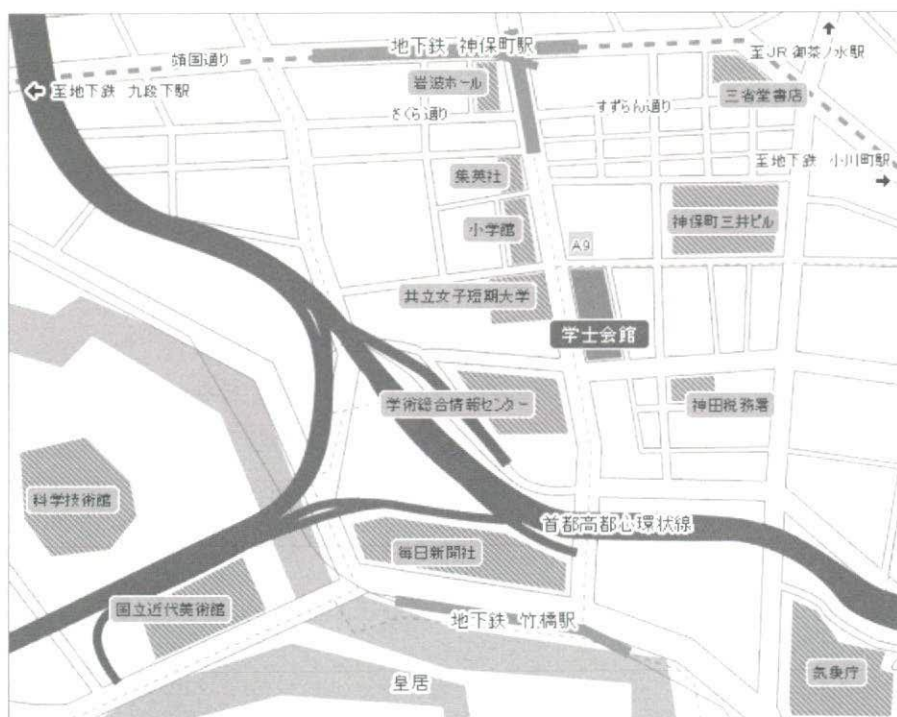 地下鉄 神保町駅
靖国通り
至JR 御茶ノ水駅
岩波ホール
← 至地下鉄 九段下駅
三省堂書店
さくら通り
すずらん通り
至地下鉄 小川町駅
集英社
小学館
神保町三井ビル
A9
共立女子短期大学
学士会館
学術総合情報センター
神田税務署
科学技術館
首都高都心環状線
毎日新聞社
国立近代美術館
地下鉄 竹橋駅
気象庁
皇居